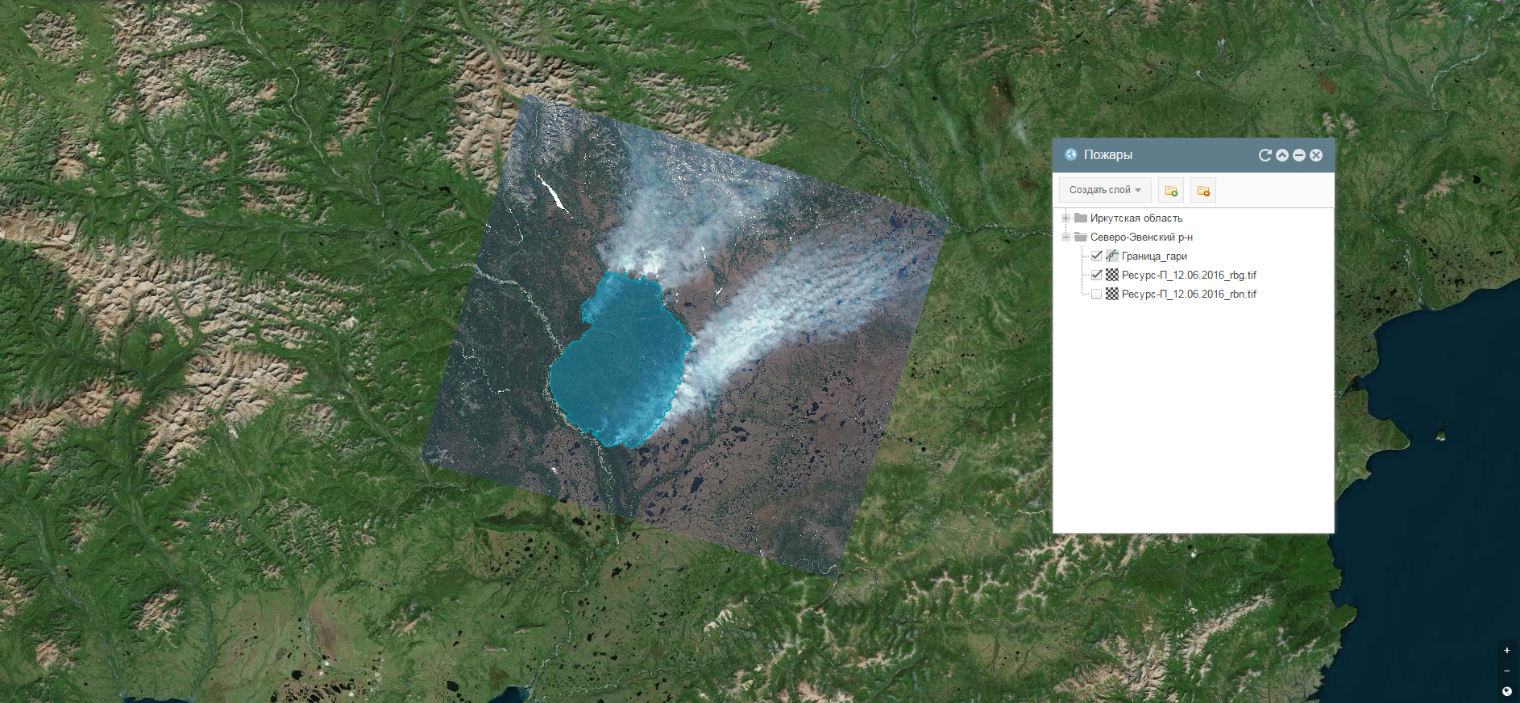 Пожары
Создать слой
Иркутская область
Северо-Эвенский р-н
Граница_гари
Ресурс-П_12.06.2016_rbg.tif
Ресурс-П_12.06.2016_rbn.tif